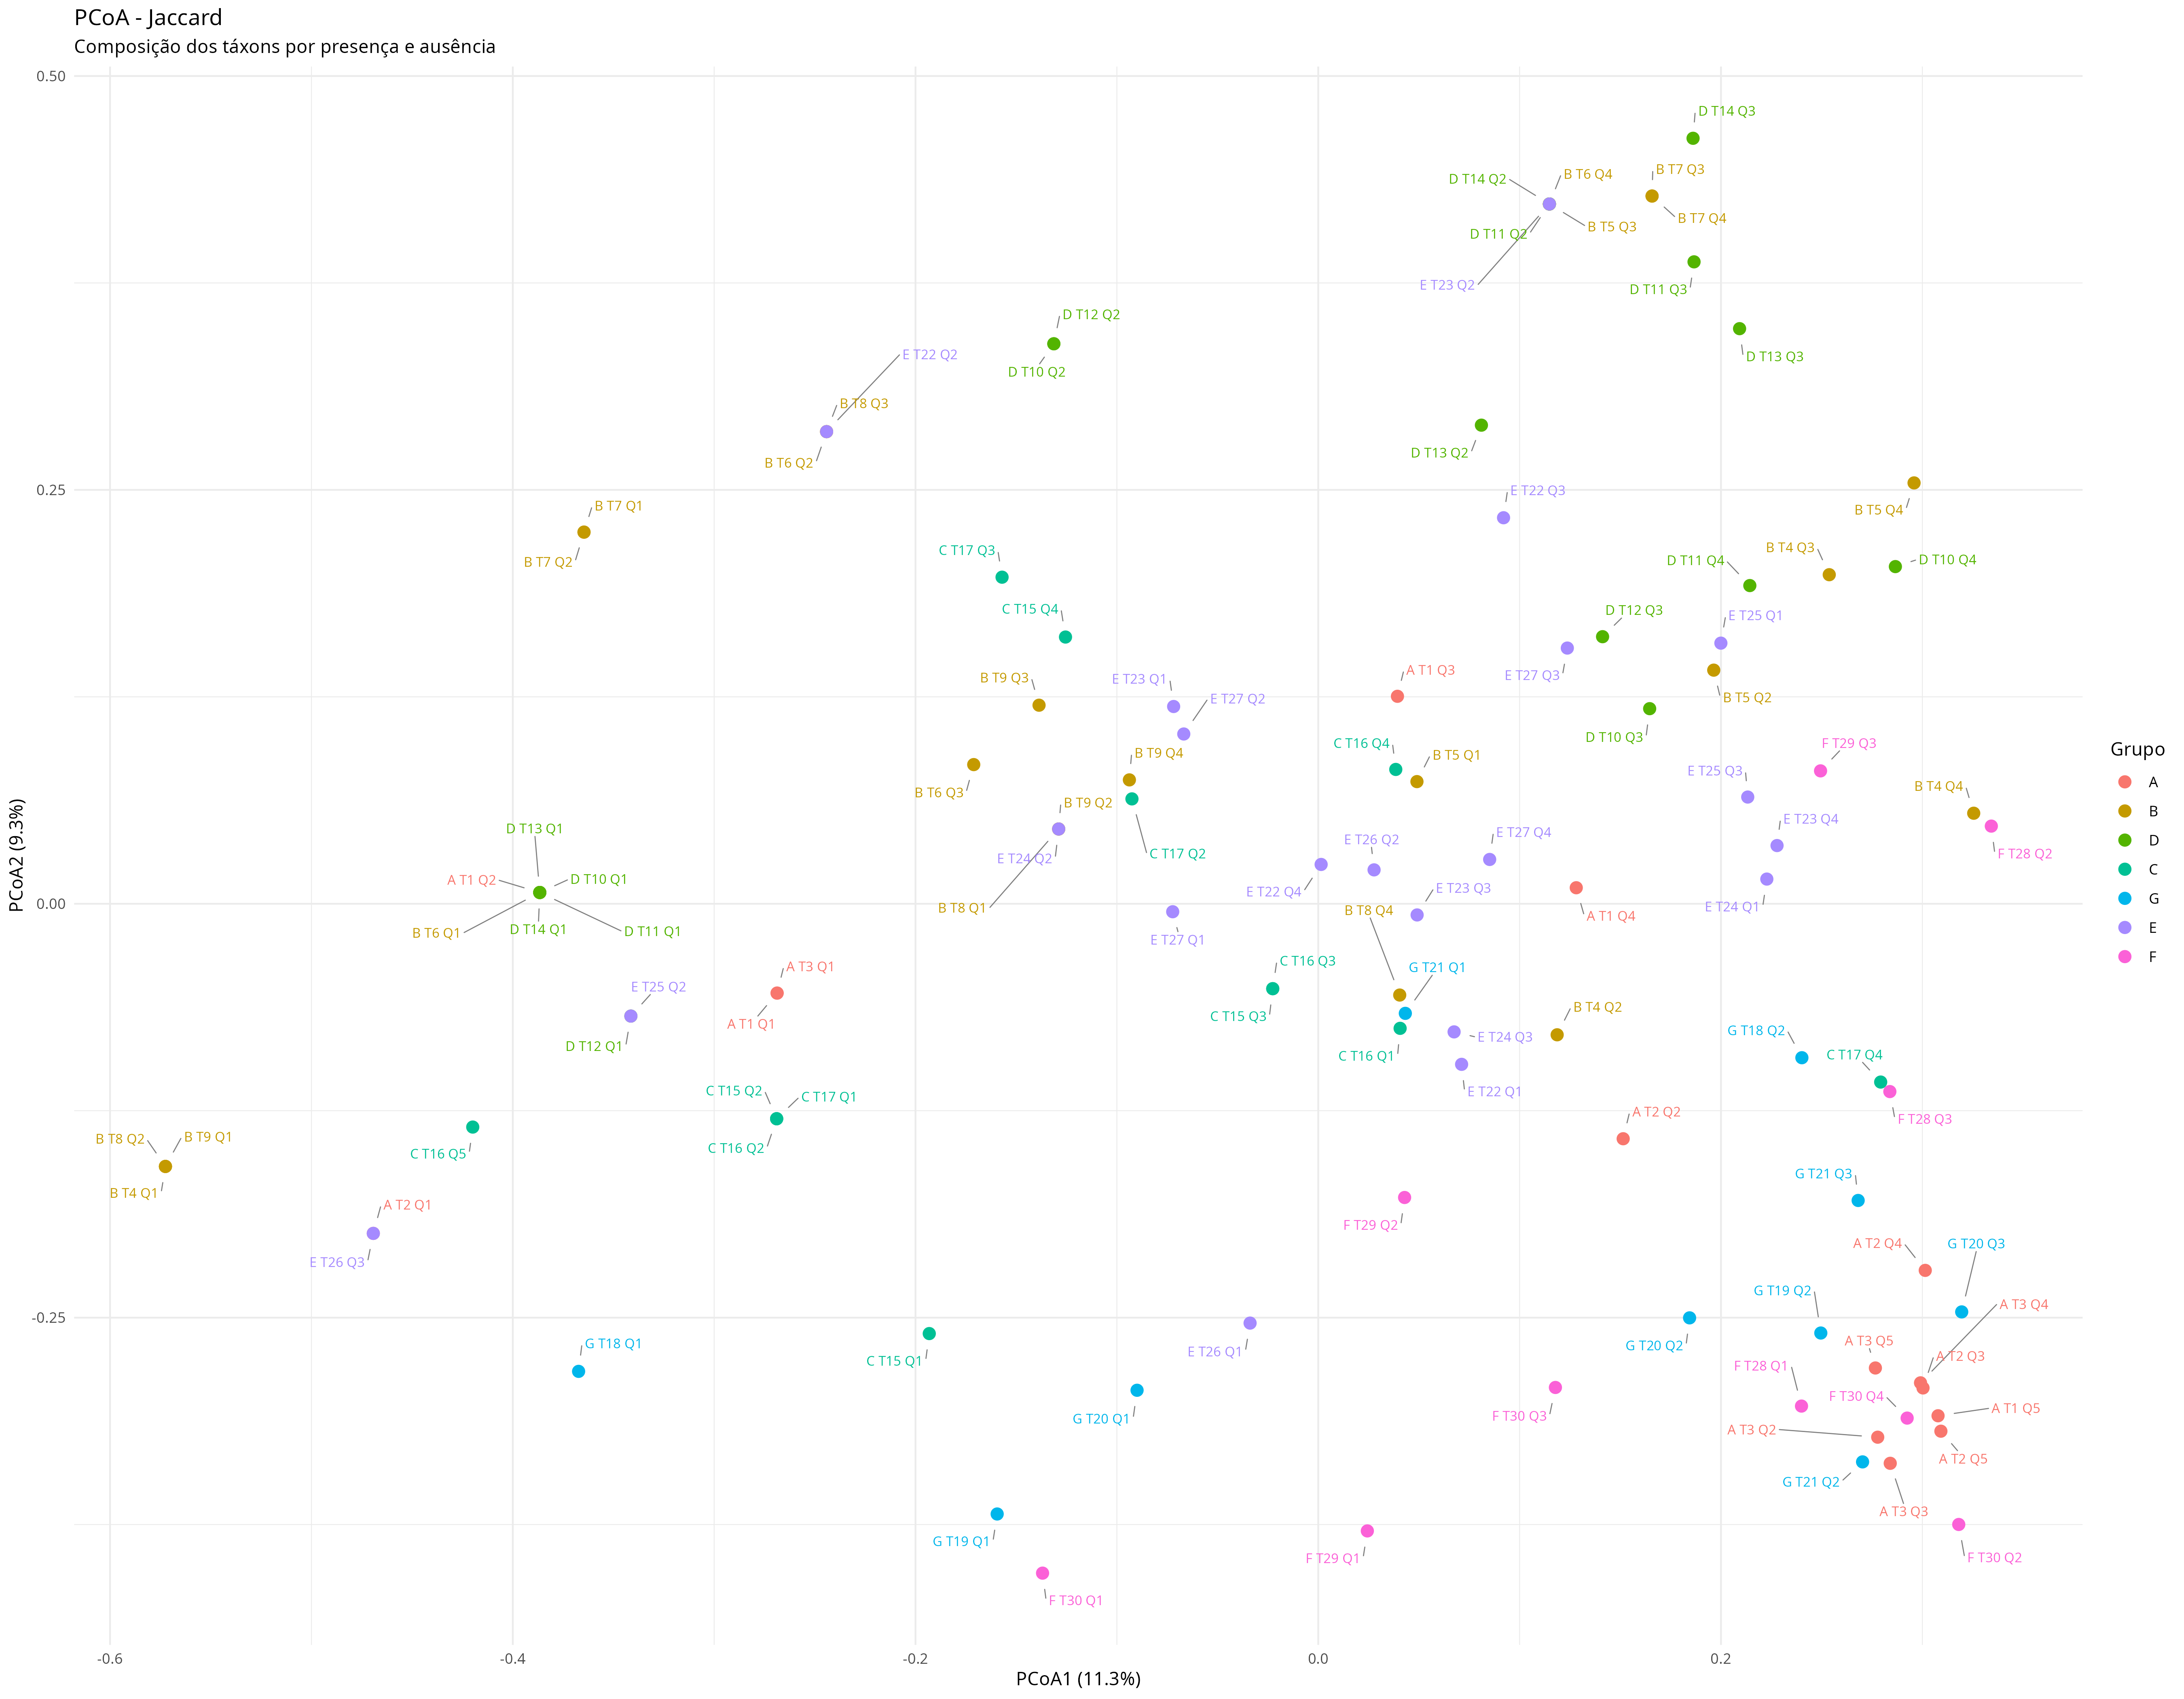 PCoA - Jaccard
Composição dos táxons por presença e ausência
0.50
D T14 Q3
B T7 Q3
B T6 Q4
D T14 Q2
B T7 Q4
B T5 Q3
D T11 Q2
E T23 Q2
D T11 Q3
D T12 Q2
E T22 Q2
D T13 Q3
D T10 Q2
B T8 Q3
D T13 Q2
B T6 Q2
0.25
E T22 Q3
B T7 Q1
B T5 Q4
C T17 Q3
B T4 Q3
B T7 Q2
D T11 Q4
D T10 Q4
C T15 Q4
D T12 Q3
E T25 Q1
A T1 Q3
E T27 Q3
B T9 Q3
E T23 Q1
E T27 Q2
B T5 Q2
D T10 Q3
C T16 Q4
F T29 Q3
B T9 Q4
B T5 Q1
E T25 Q3
B T4 Q4
B T6 Q3
B T9 Q2
E T23 Q4
D T13 Q1
E T27 Q4
E T26 Q2
C T17 Q2
F T28 Q2
E T24 Q2
A T1 Q2
D T10 Q1
E T23 Q3
E T22 Q4
0.00
B T8 Q1
E T24 Q1
B T8 Q4
A T1 Q4
D T14 Q1
B T6 Q1
D T11 Q1
E T27 Q1
A T3 Q1
C T16 Q3
G T21 Q1
E T25 Q2
B T4 Q2
C T15 Q3
A T1 Q1
G T18 Q2
E T24 Q3
D T12 Q1
C T16 Q1
C T17 Q4
C T15 Q2
E T22 Q1
C T17 Q1
A T2 Q2
F T28 Q3
B T8 Q2
B T9 Q1
C T16 Q2
C T16 Q5
G T21 Q3
B T4 Q1
A T2 Q1
F T29 Q2
A T2 Q4
G T20 Q3
E T26 Q3
G T19 Q2
A T3 Q4
-0.25
A T3 Q5
G T18 Q1
G T20 Q2
E T26 Q1
A T2 Q3
C T15 Q1
F T28 Q1
F T30 Q4
A T1 Q5
F T30 Q3
G T20 Q1
A T3 Q2
A T2 Q5
G T21 Q2
A T3 Q3
G T19 Q1
F T29 Q1
F T30 Q2
F T30 Q1
-0.6
-0.4
-0.2
0.0
0.2
PCoA1 (11.3%)
PCoA2 (9.3%)
Grupo
A
B
D
C
G
E
F